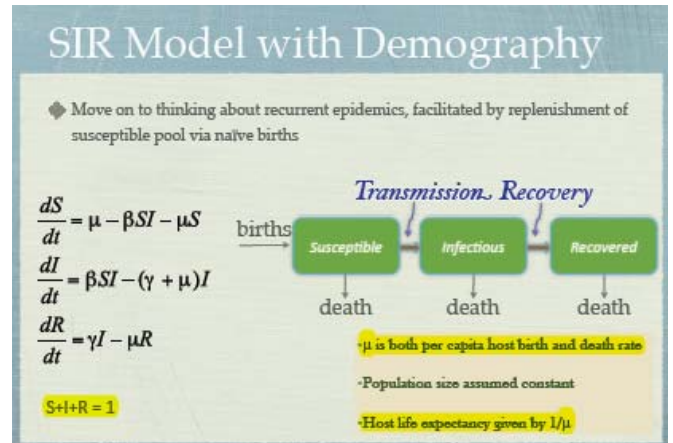 SIR Model with Demography
Move on to thinking about recurrent epidemics, facilitated by replenishment of
susceptible pool via naïve births
dS/dt = μ – βSI – μS
dI/dt = βSI – (γ + μ)I
dR/dt = γI – μR
S+I+R = 1
Transmission Recovery
births
Susceptible Infectious Recovered
death death death
-μ is both per capita host birth and death rate
-Population size assumed constant
-Host life expectancy given by 1/μ